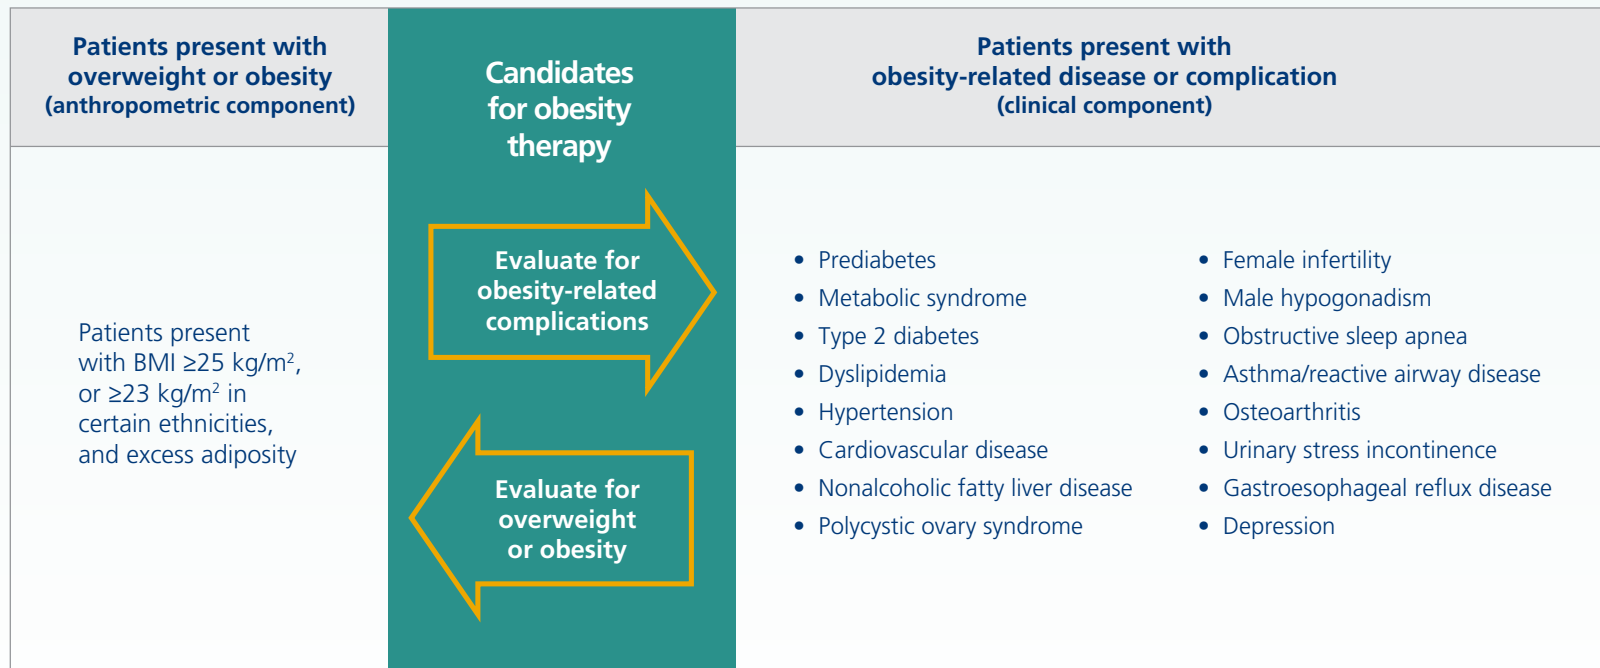 Patients present with
overweight or obesity
(anthropometric component)
Candidates
for obesity
therapy
Patients present with
obesity-related disease or complication
(clinical component)
Patients present
with BMI ≥25 kg/m²,
or ≥23 kg/m² in
certain ethnicities,
and excess adiposity
Evaluate for
obesity-related
complications
Evaluate for
overweight
or obesity
• Prediabetes
• Metabolic syndrome
• Type 2 diabetes
• Dyslipidemia
• Hypertension
• Cardiovascular disease
• Nonalcoholic fatty liver disease
• Polycystic ovary syndrome
• Female infertility
• Male hypogonadism
• Obstructive sleep apnea
• Asthma/reactive airway disease
• Osteoarthritis
• Urinary stress incontinence
• Gastroesophageal reflux disease
• Depression